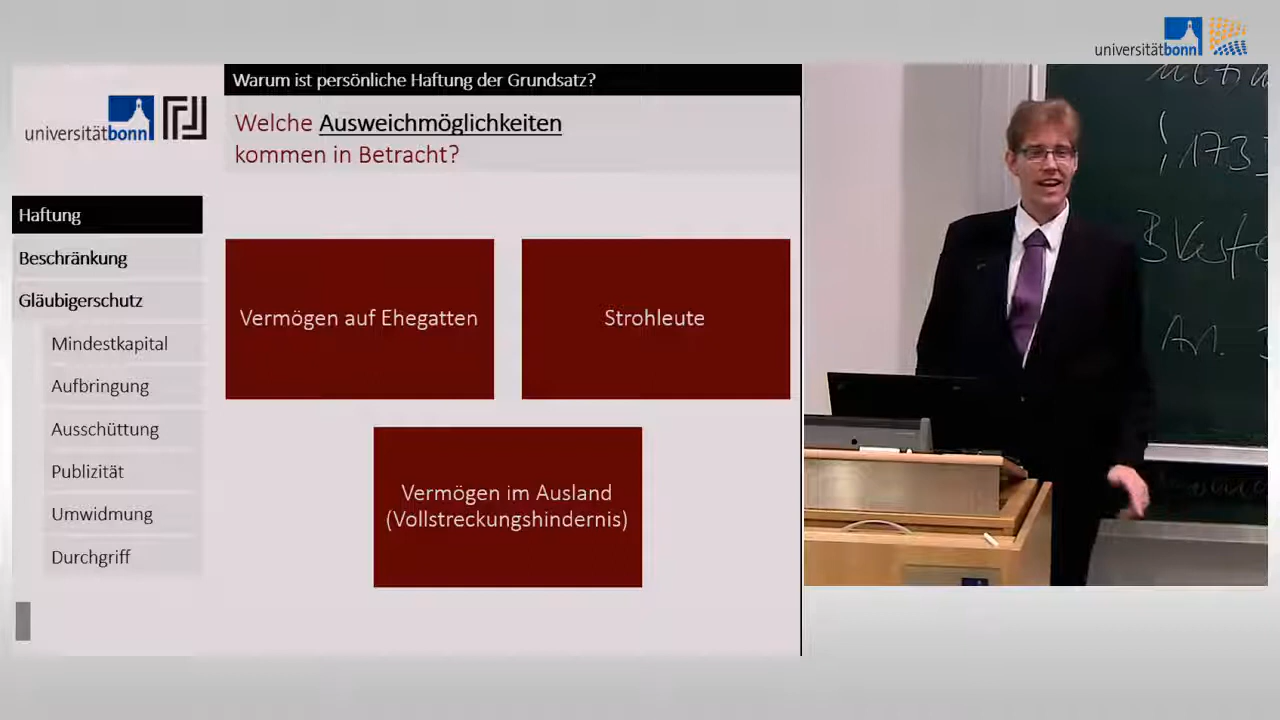 universitätbonn
Warum ist persönliche Haftung der Grundsatz?
universitätbonn
Welche Ausweichmöglichkeiten
kommen in Betracht?
Haftung
Beschränkung
Gläubigerschutz
Mindestkapital
Aufbringung
Ausschüttung
Publizität
Umwidmung
Durchgriff
Vermögen auf Ehegatten
Strohleute
Vermögen im Ausland
(Vollstreckungshindernis)